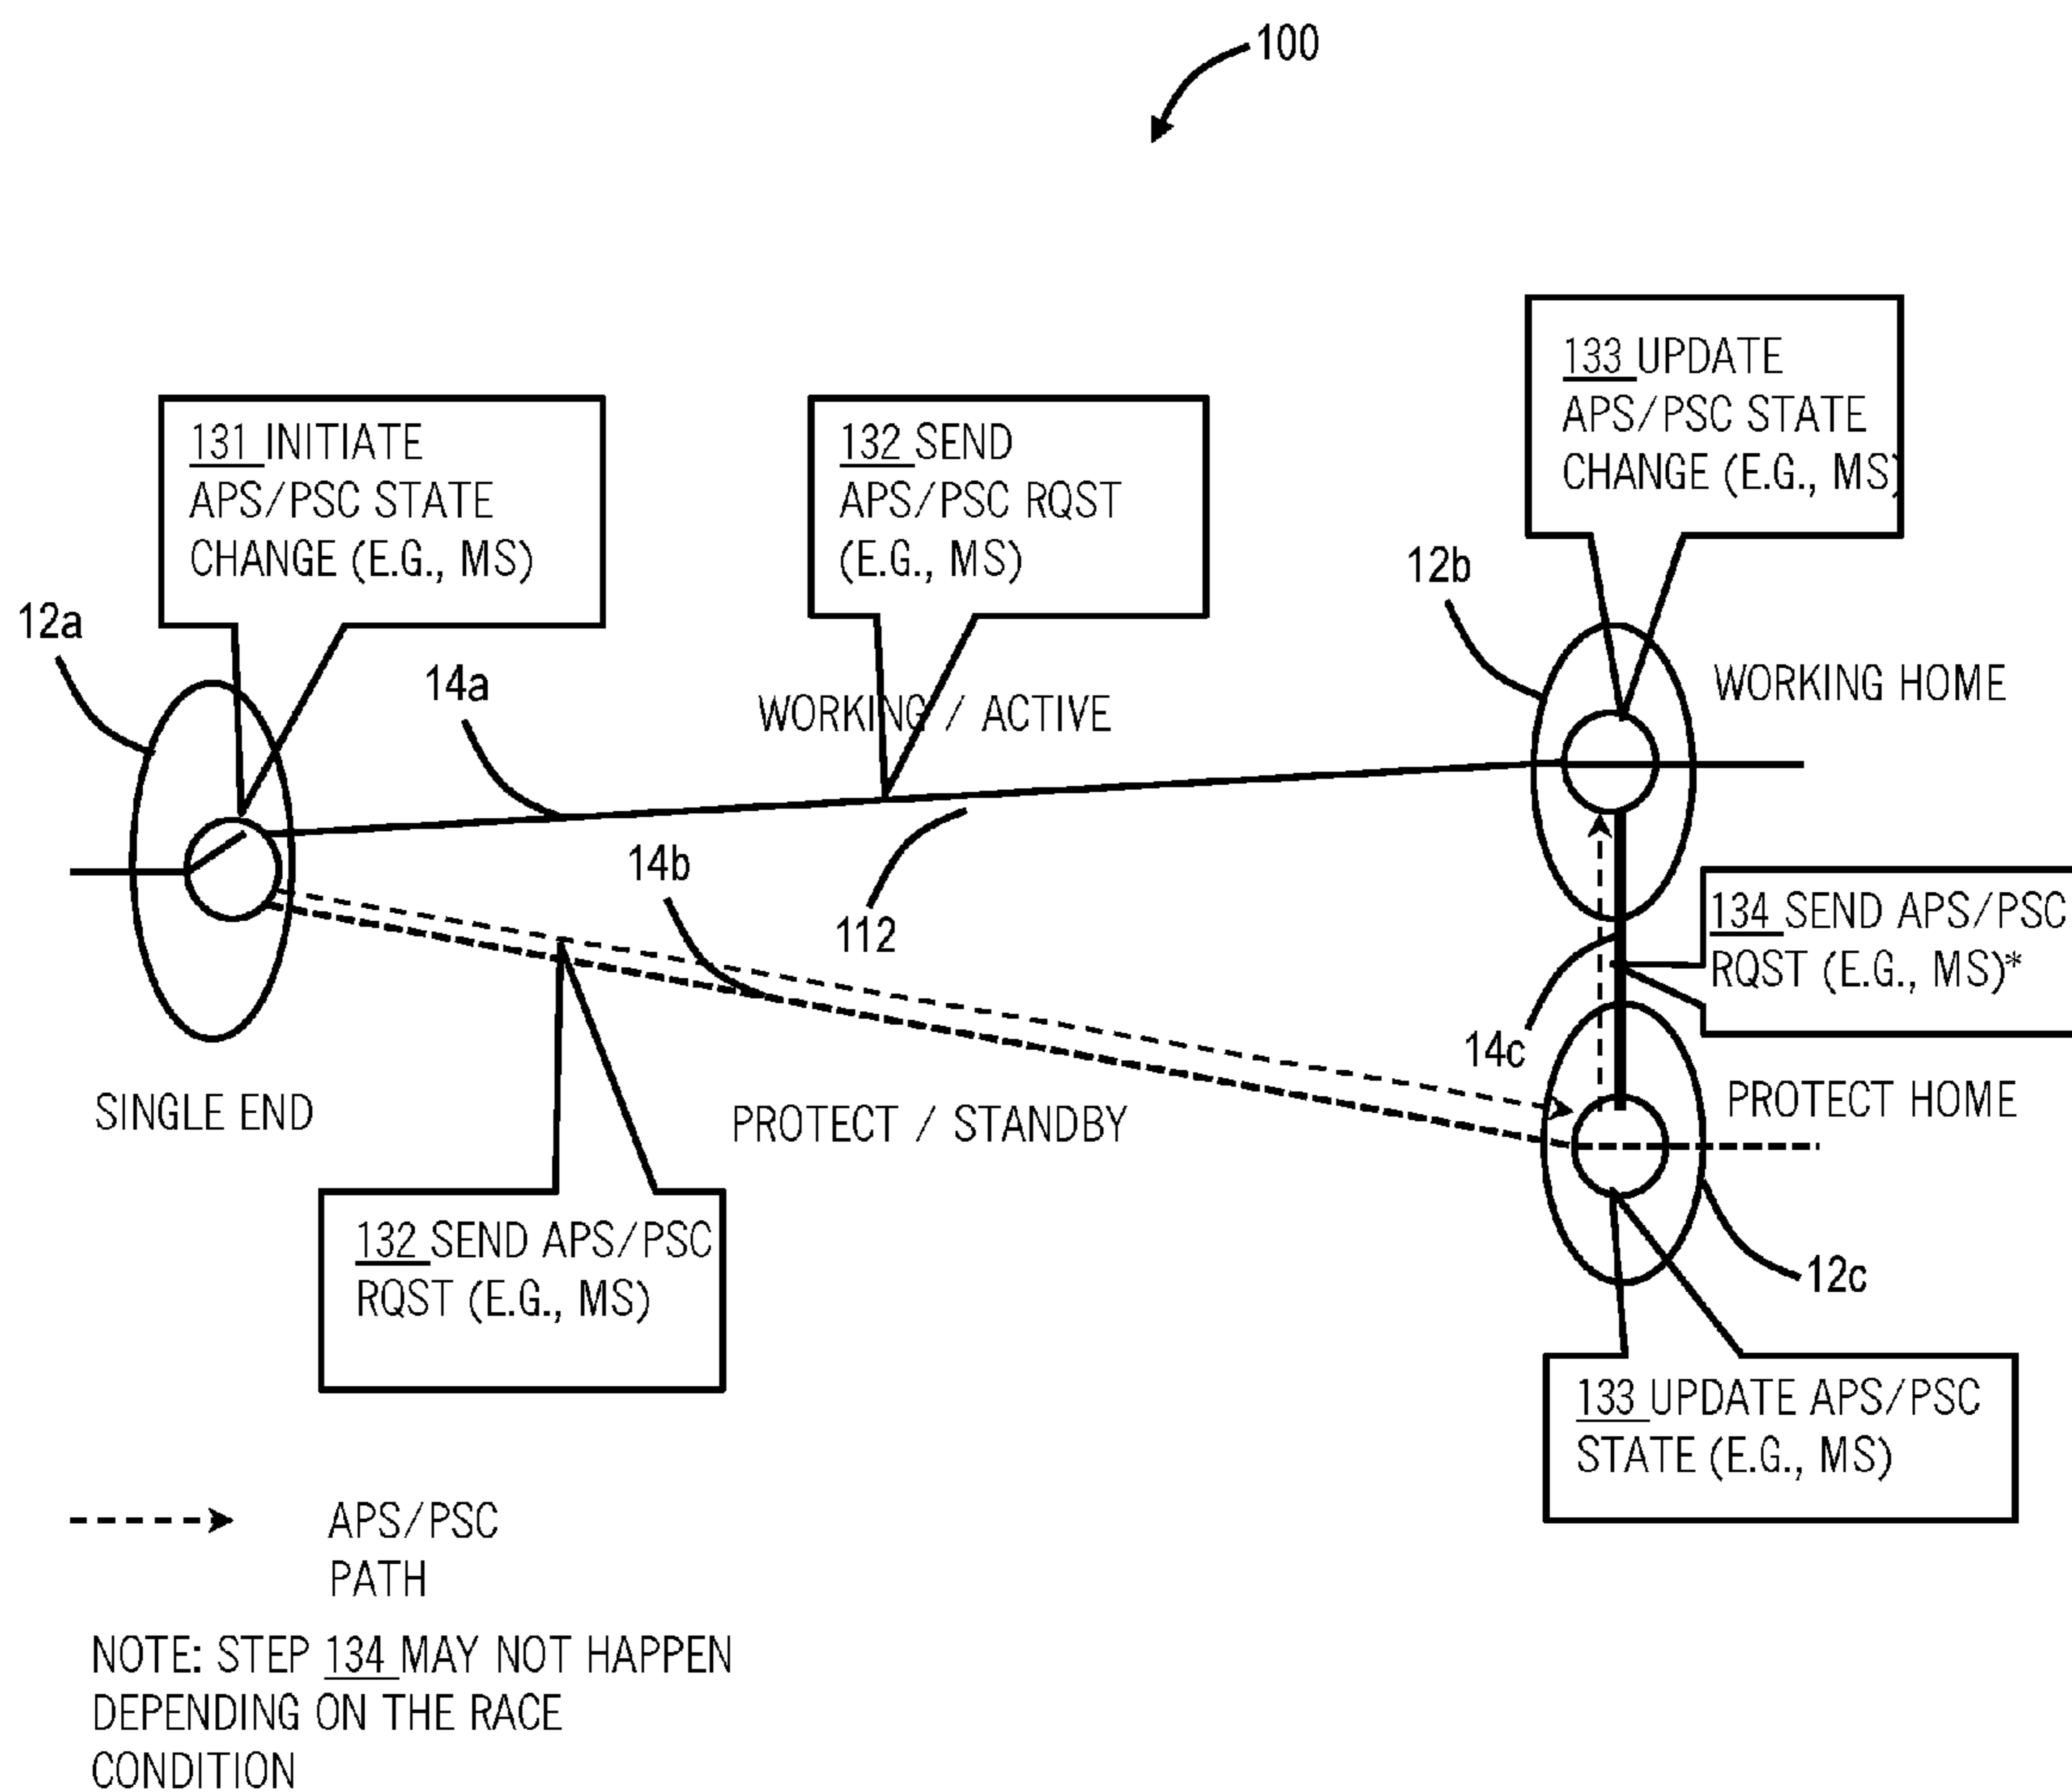 100
133 UPDATE
APS/PSC STATE
CHANGE (E.G., MS)
131 INITIATE
APS/PSC STATE
CHANGE (E.G., MS)
132 SEND
APS/PSC RQST
(E.G., MS)
12a
12b
14a
WORKING / ACTIVE
WORKING HOME
14b
112
134 SEND APS/PSC
RQST (E.G., MS)*
14c
SINGLE END
PROTECT / STANDBY
PROTECT HOME
132 SEND APS/PSC
RQST (E.G., MS)
12c
133 UPDATE APS/PSC
STATE (E.G., MS)
APS/PSC
PATH
NOTE: STEP 134 MAY NOT HAPPEN
DEPENDING ON THE RACE
CONDITION